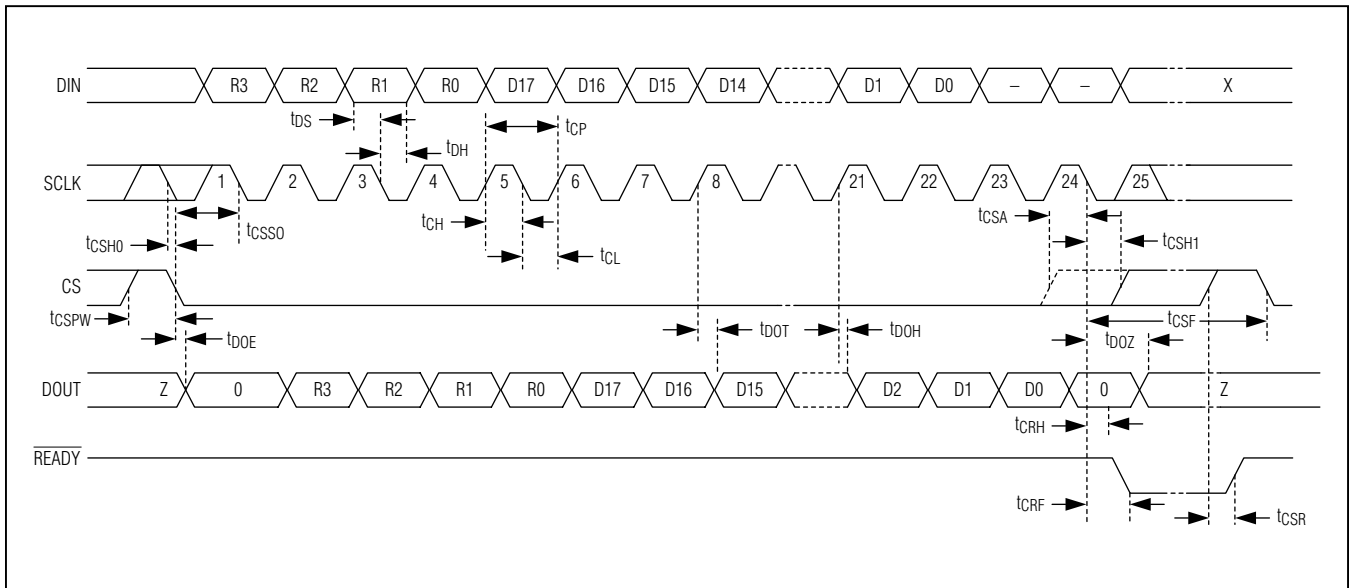 DIN R3 R2 R1 R0 D17 D16 D15 D14 D1 D0 – – X
tDS tCP
tDH
SCLK 1 2 3 4 5 6 7 8 21 22 23 24 25
tCSSO tCH tCSA
tCSH0 tCL tCSH1
CS
tCSPW tCSF
tDOE tDOT tDOH tDOZ
DOUT Z 0 R3 R2 R1 R0 D17 D16 D15 D2 D1 D0 0 Z
tCRH
READY
tCRF tCSR